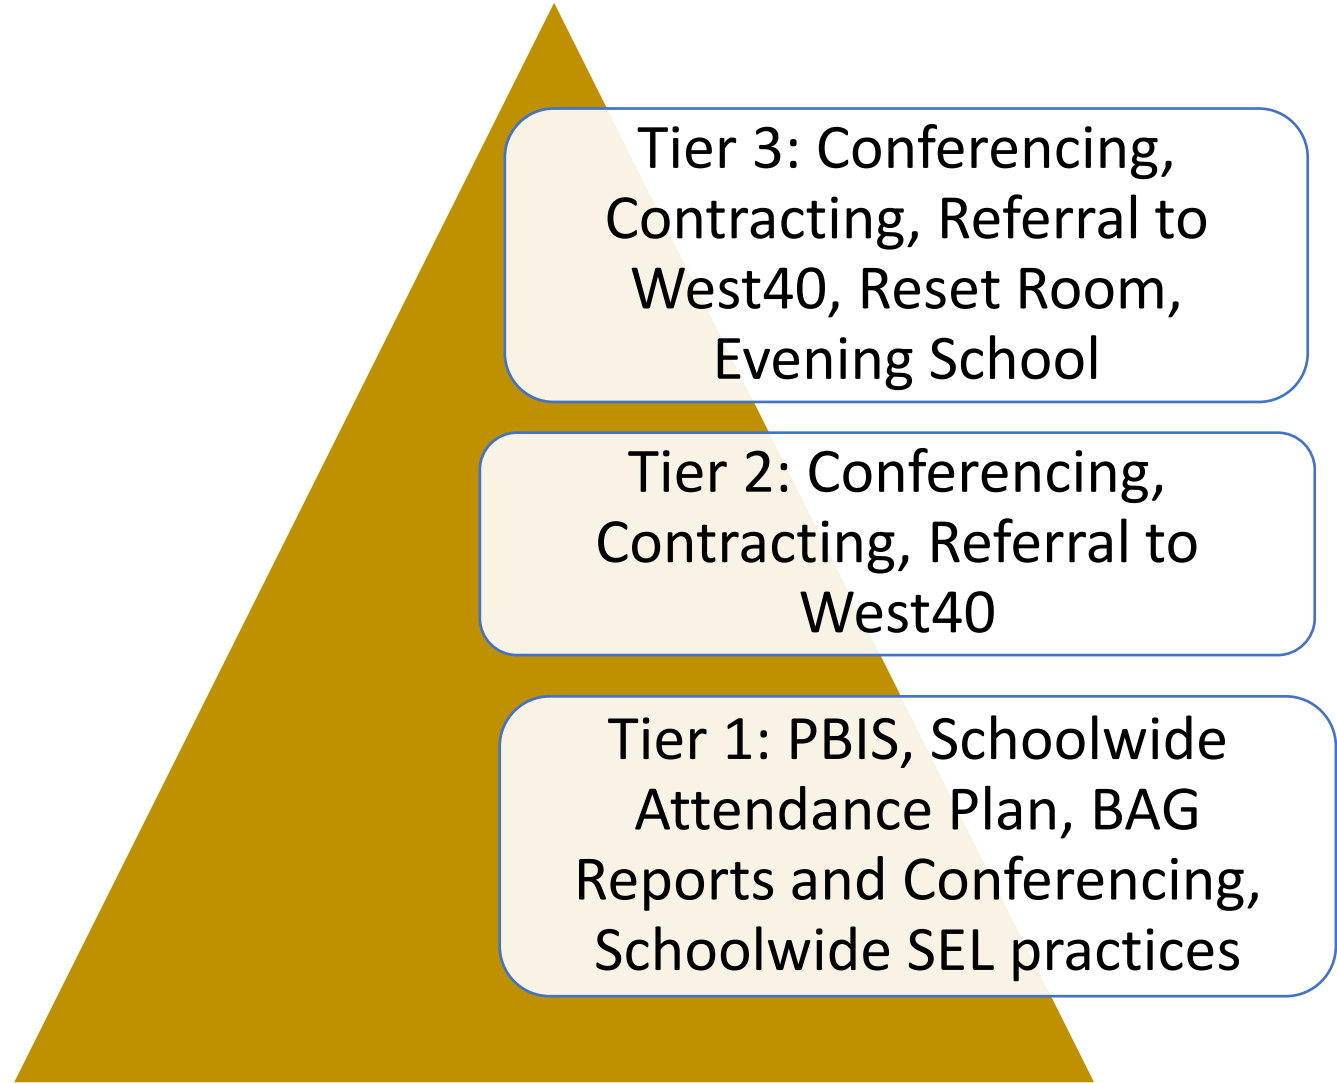 Tier 3: Conferencing,
Contracting, Referral to
West40, Reset Room,
Evening School
Tier 2: Conferencing,
Contracting, Referral to
West40
Tier 1: PBIS, Schoolwide
Attendance Plan, BAG
Reports and Conferencing,
Schoolwide SEL practices